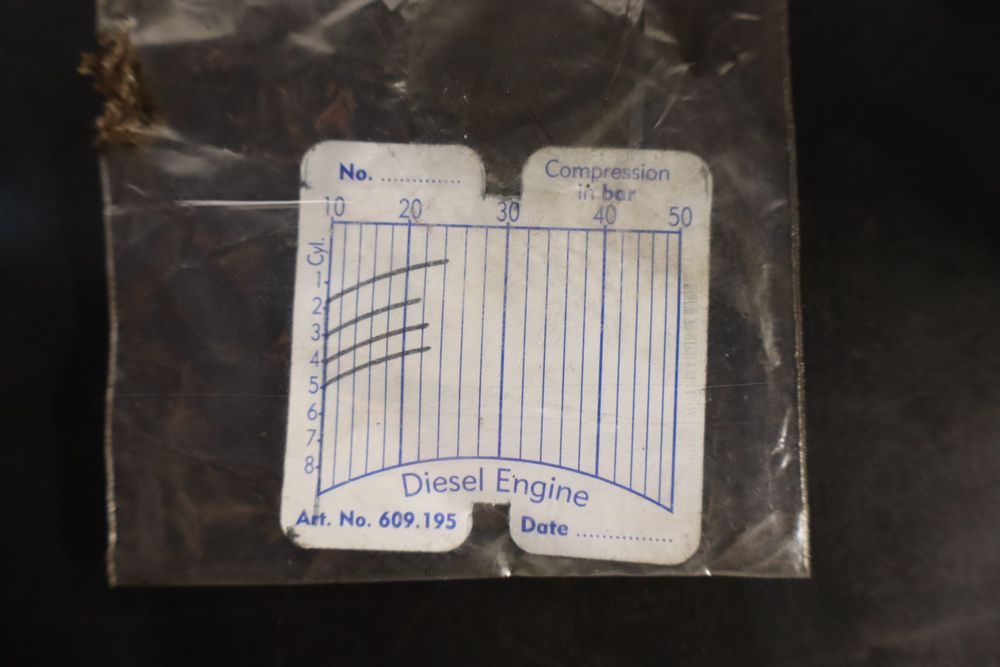 No. .............
Compression
in bar
10 20 30 40 50
Cyl.
1
2
3
4
5
6
7
8
Diesel Engine
Art. No. 609.195
Date ...............